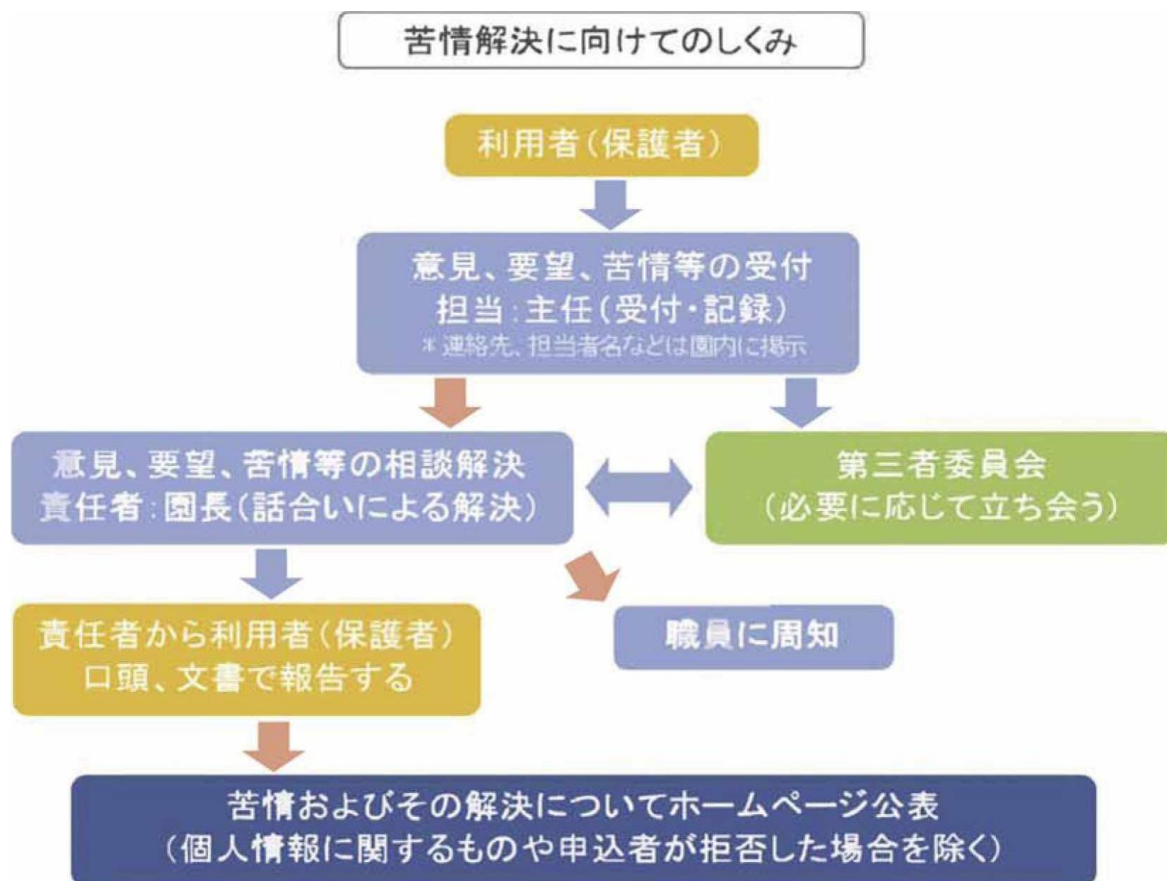 苦情解決に向けてのしくみ
利用者(保護者)
意見、要望、苦情等の受付
担当:主任(受付・記録)
*連絡先、担当者名などは園内に掲示
意見、要望、苦情等の相談解決
責任者:園長(話合いによる解決)
第三者委員会
(必要に応じて立ち会う)
責任者から利用者(保護者)
口頭、文書で報告する
職員に周知
苦情およびその解決についてホームページ公表
(個人情報に関するものや申込者が拒否した場合を除く)